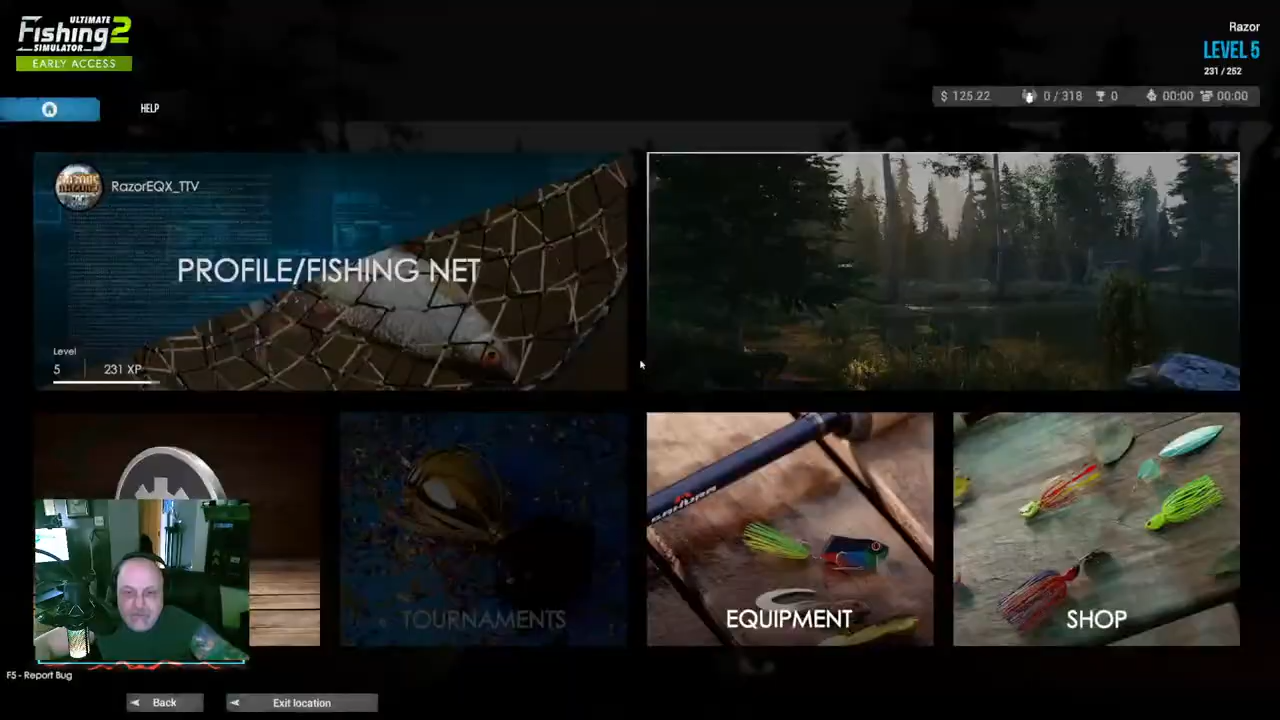 ULTIMATE
Fishing 2
SIMULATOR
EARLY ACCESS
Razor
LEVEL 5
231 / 252
HELP
$ 125.22 0 / 318 0 00:00 00:00
RazorEQX_TTV
PROFILE/FISHING NET
Level
5 231 XP
SAKURA
TOURNAMENTS
EQUIPMENT
SHOP
F5 - Report Bug
Back
Exit location